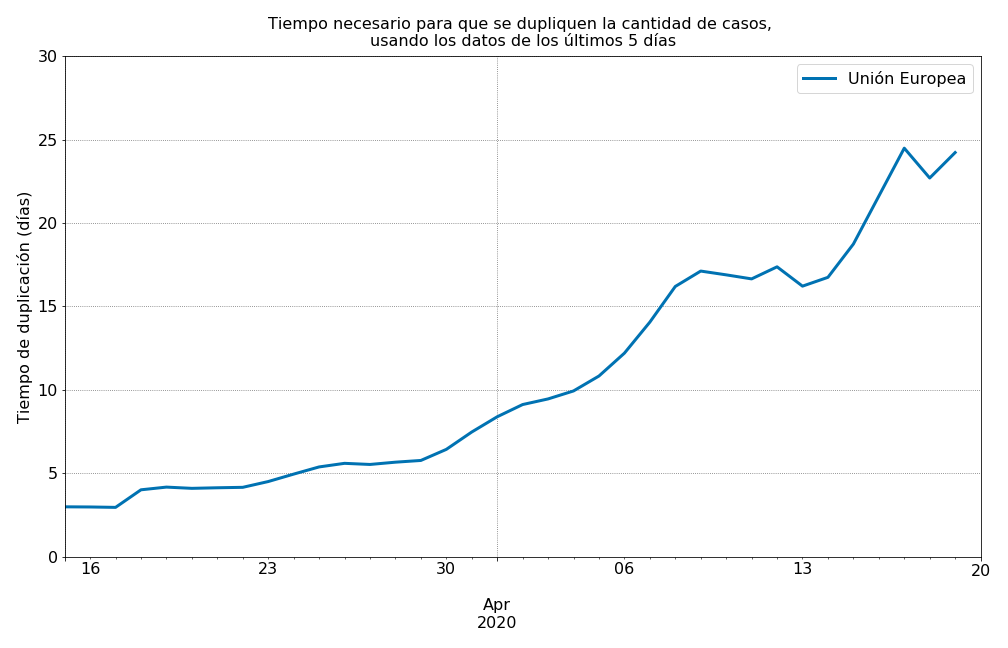 Tiempo necesario para que se dupliquen la cantidad de casos,
usando los datos de los últimos 5 días
Unión Europea
Tiempo de duplicación (días)
30
25
20
15
10
5
0
16 23 30 06 13 20
Apr
2020